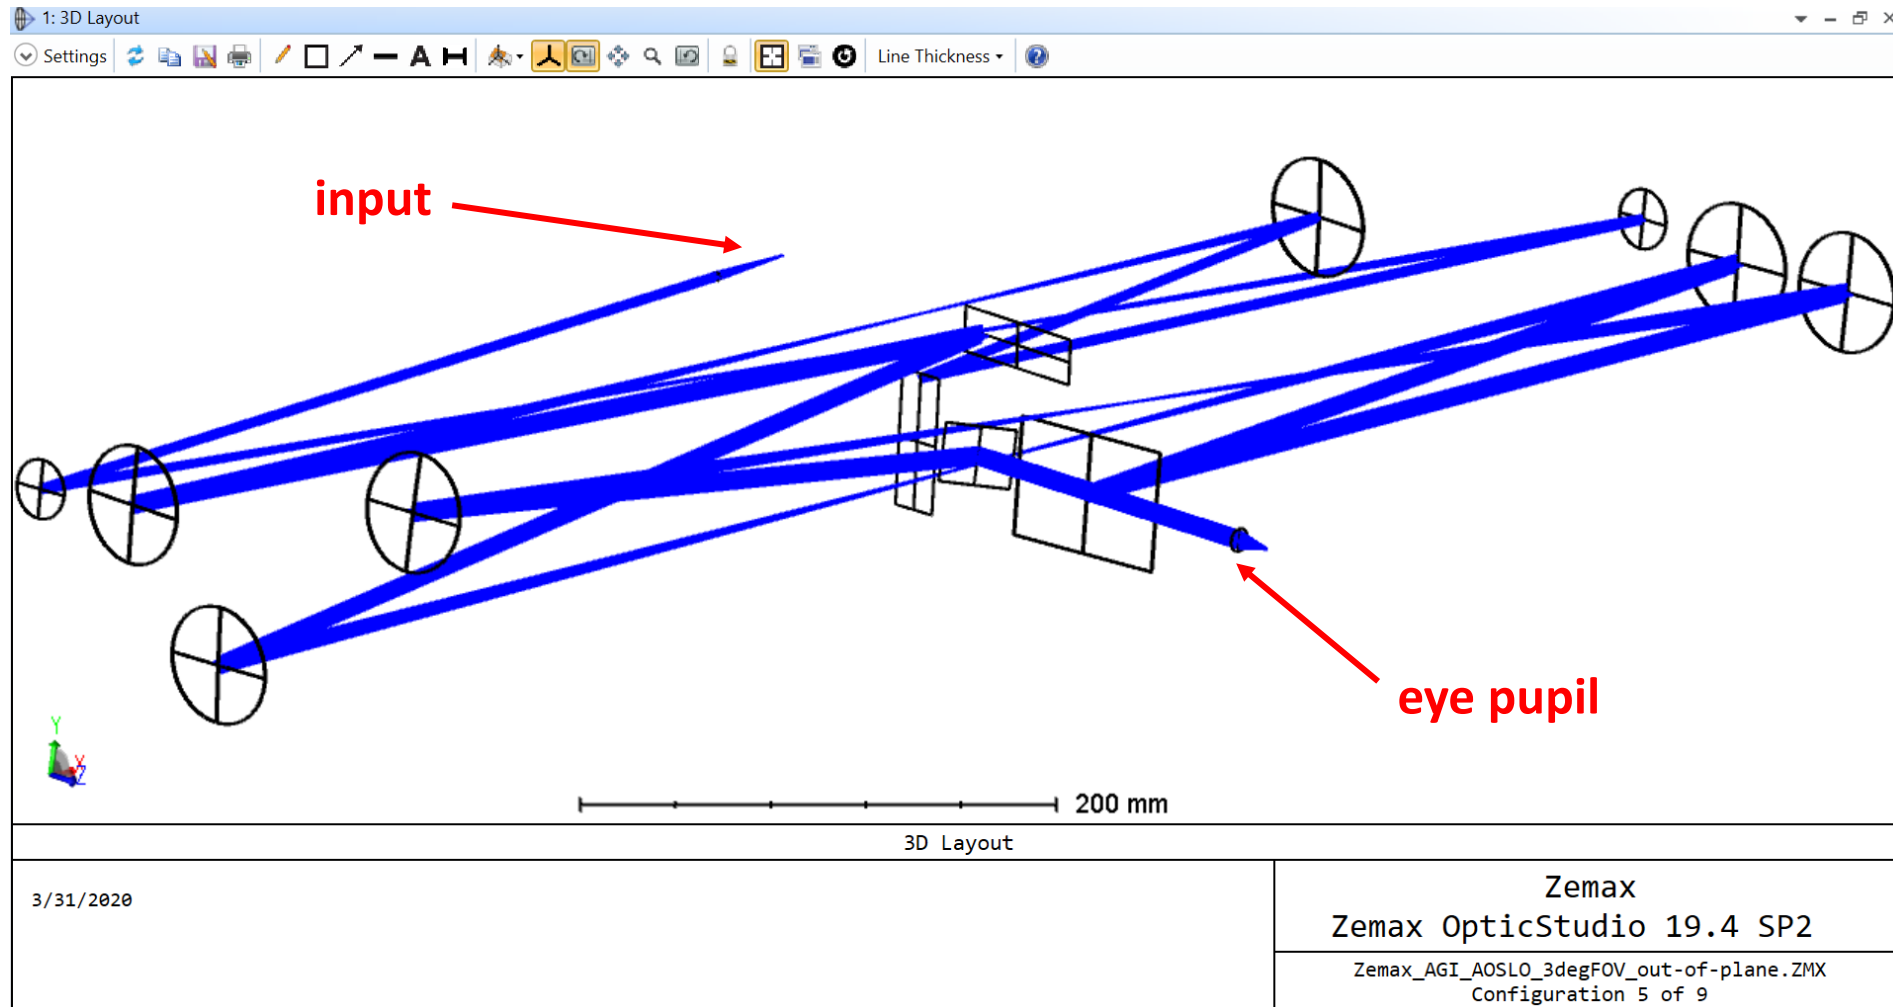 1: 3D Layout
Settings
A
Line Thickness
input
eye pupil
Y
X
Z
200 mm
3D Layout
3/31/2020
Zemax
Zemax OpticStudio 19.4 SP2
Zemax_AGI_AOSLO_3degFOV_out-of-plane.ZMX
Configuration 5 of 9